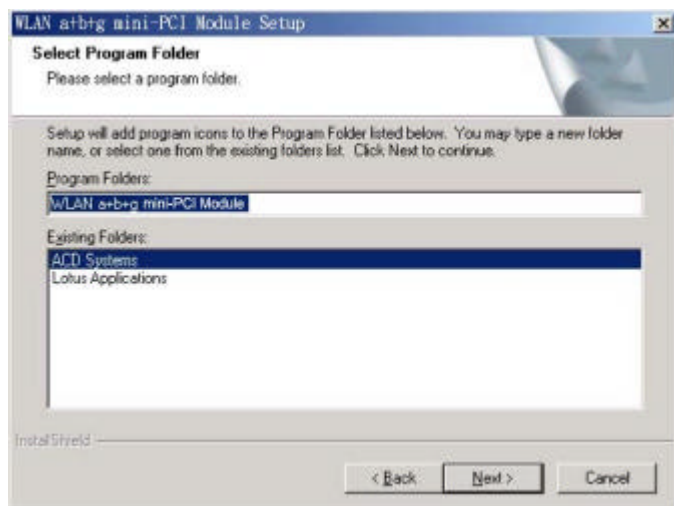 WLAN a+b+g mini-PCI Module Setup
Select Program Folder
Please select a program folder.
Setup will add program icons to the Program Folder listed below. You may type a new folder
name, or select one from the existing folders list. Click Next to continue.
Program Folders:
WLAN a+b+g mini-PCI Module
Existing Folders:
ACD Systems
Lotus Applications
InstallShield
< Back
Next >
Cancel